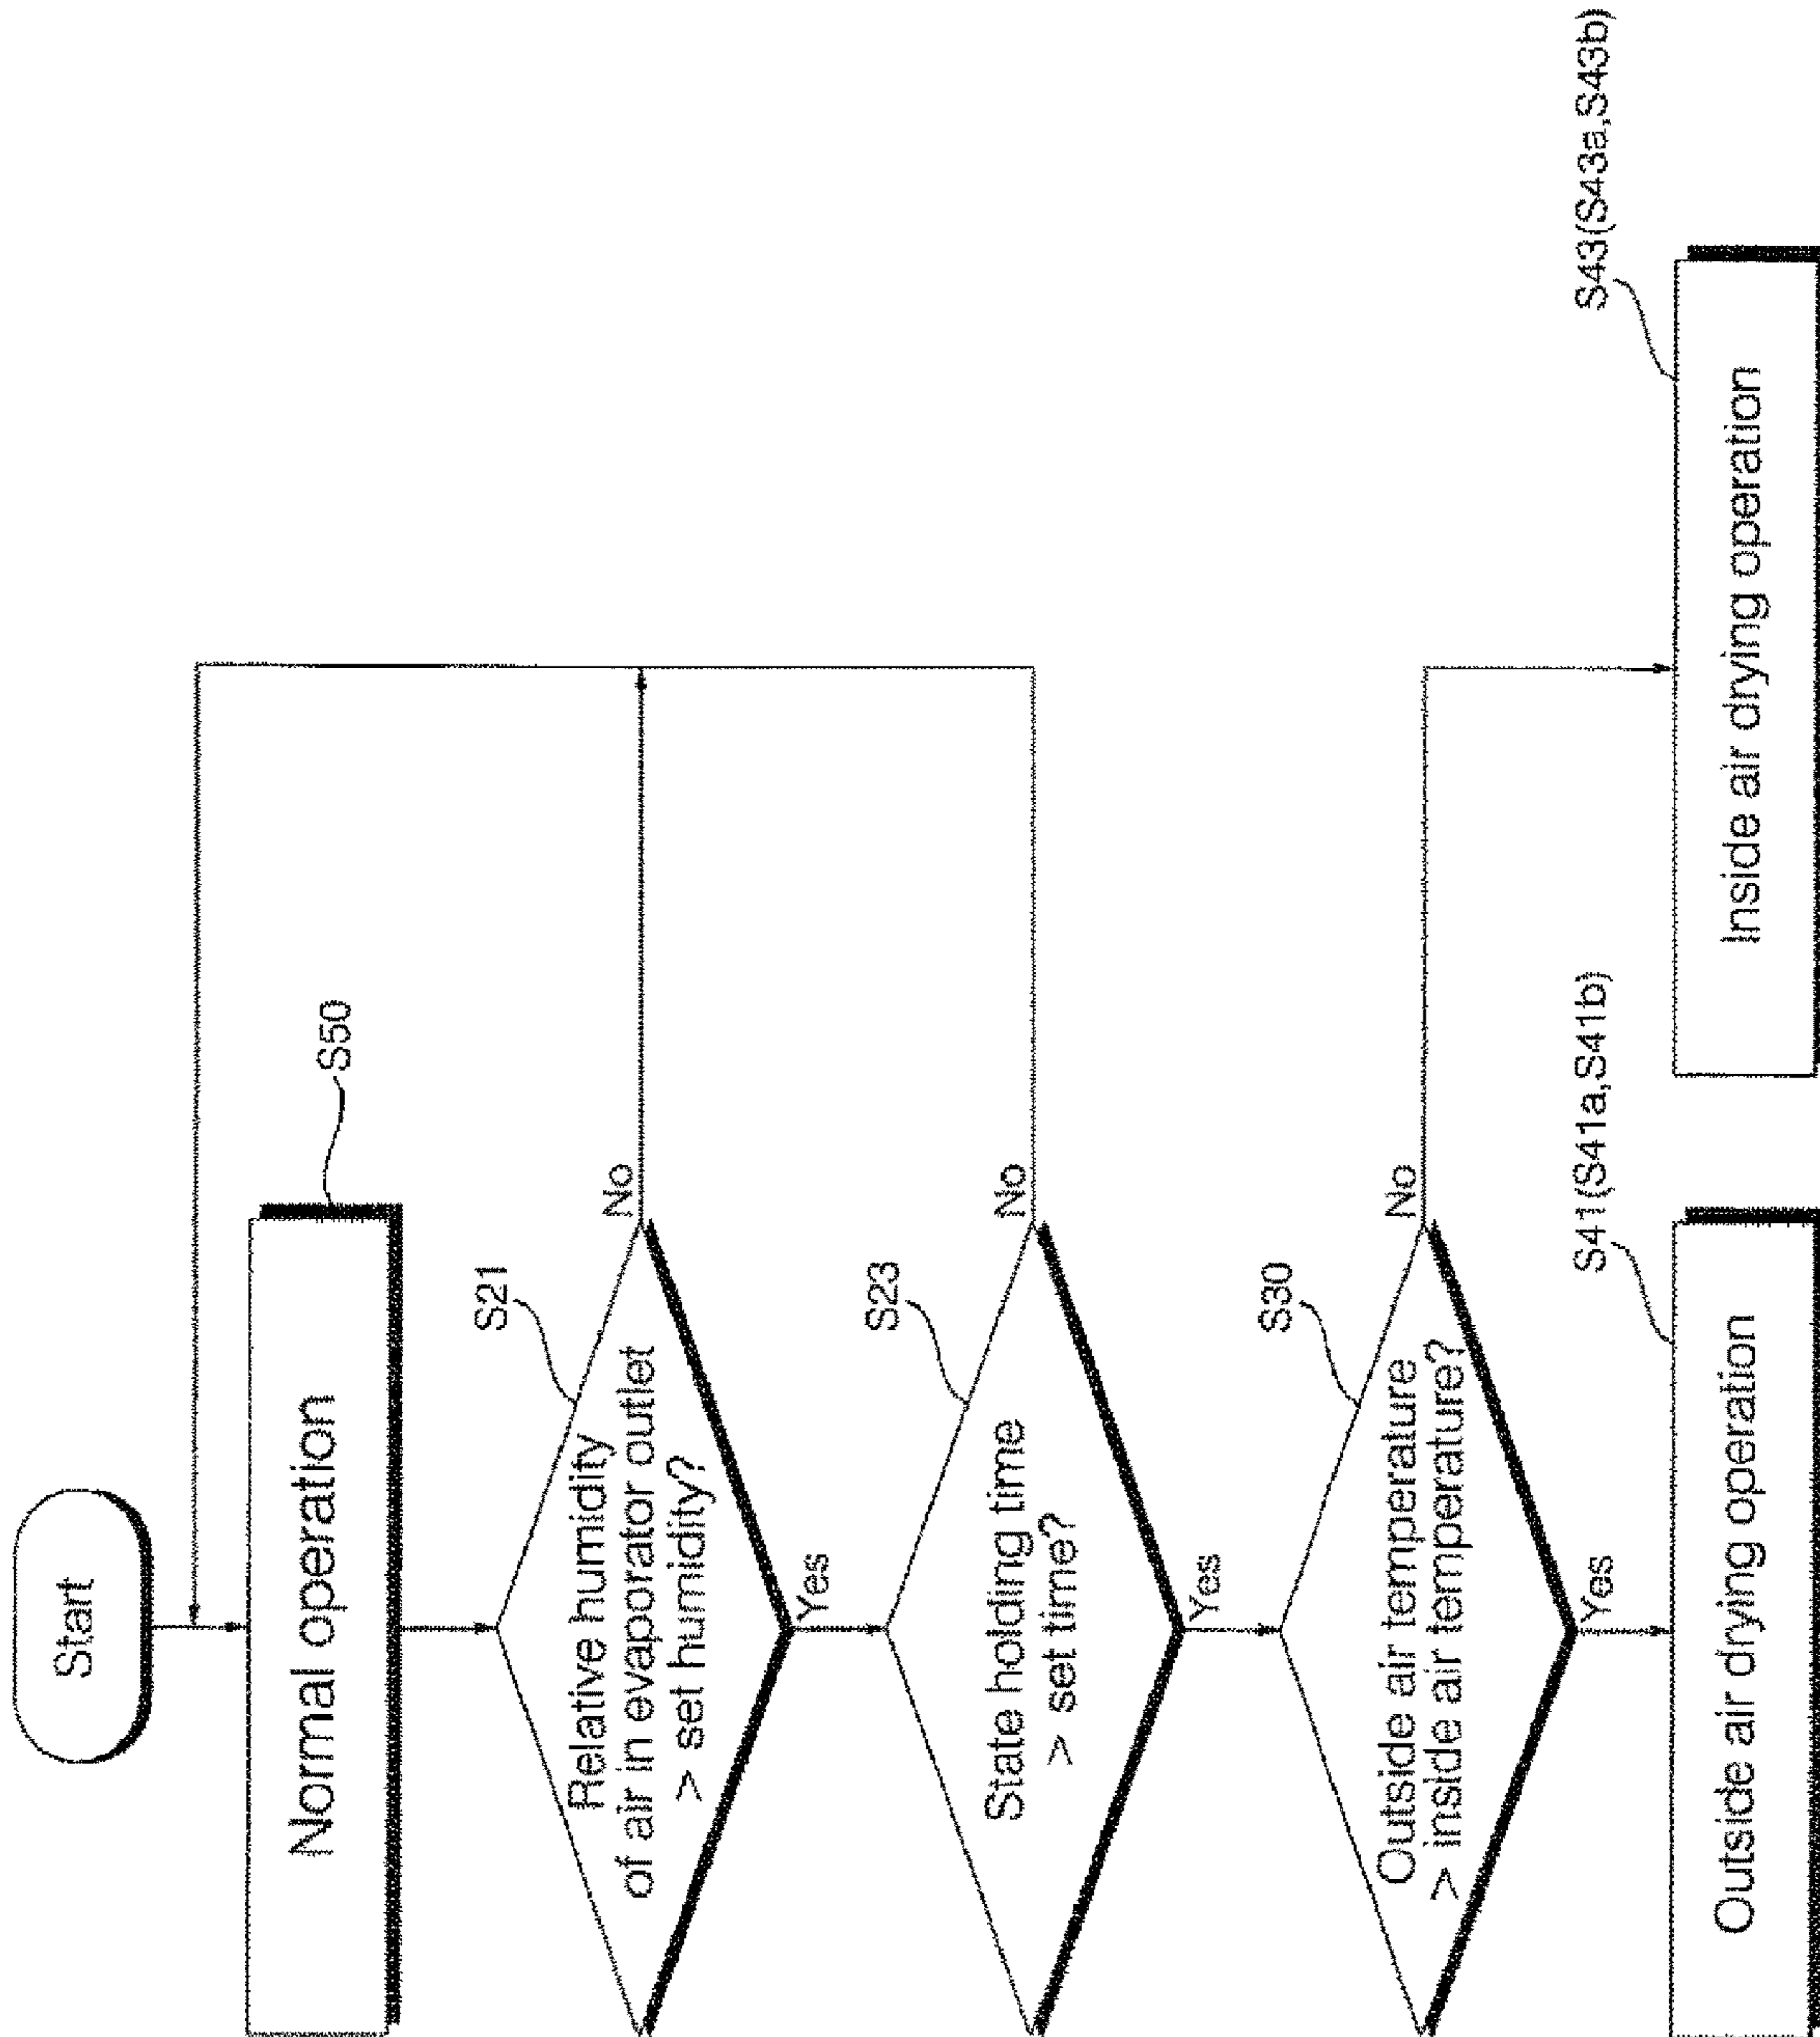 Start
Normal operation
S50
S21
Relative humidity
of air in evaporator outlet
> set humidity?
No
Yes
S23
State holding time
> set time?
No
Yes
S30
Outside air temperature
> inside air temperature?
No
Yes
S41(S41a,S41b)
Outside air drying operation
S43(S43a,S43b)
Inside air drying operation